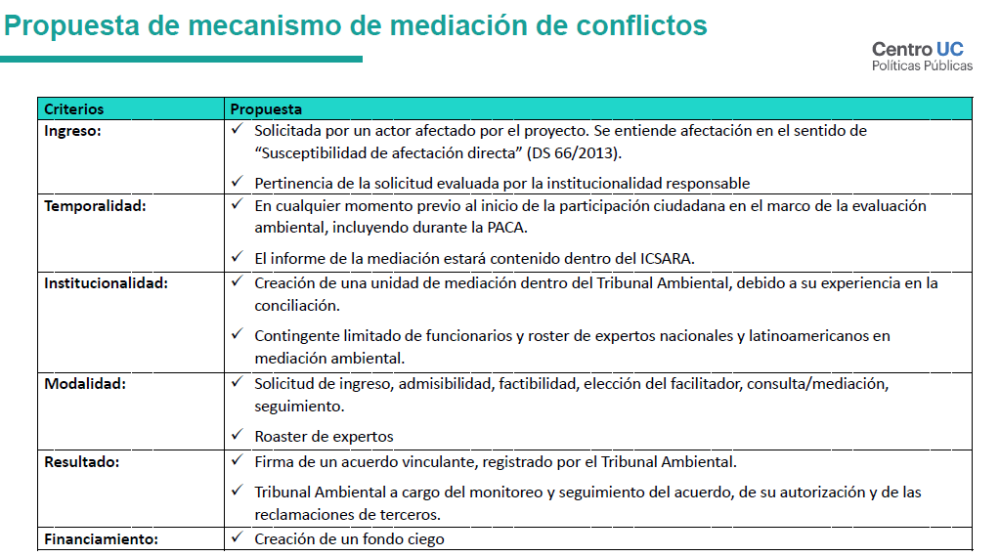 Propuesta de mecanismo de mediación de conflictos
Centro UC
Políticas Públicas
Criterios
Propuesta
Ingreso:
✓ Solicitada por un actor afectado por el proyecto. Se entiende afectación en el sentido de
“Susceptibilidad de afectación directa” (DS 66/2013).
✓ Pertinencia de la solicitud evaluada por la institucionalidad responsable
Temporalidad:
✓ En cualquier momento previo al inicio de la participación ciudadana en el marco de la evaluación
ambiental, incluyendo durante la PACA.
✓ El informe de la mediación estará contenido dentro del ICSARA.
Institucionalidad:
✓ Creación de una unidad de mediación dentro del Tribunal Ambiental, debido a su experiencia en la
conciliación.
✓ Contingente limitado de funcionarios y roster de expertos nacionales y latinoamericanos en
mediación ambiental.
Modalidad:
✓ Solicitud de ingreso, admisibilidad, factibilidad, elección del facilitador, consulta/mediación,
seguimiento.
✓ Roaster de expertos
Resultado:
✓ Firma de un acuerdo vinculante, registrado por el Tribunal Ambiental.
✓ Tribunal Ambiental a cargo del monitoreo y seguimiento del acuerdo, de su autorización y de las
reclamaciones de terceros.
Financiamiento:
✓ Creación de un fondo ciego